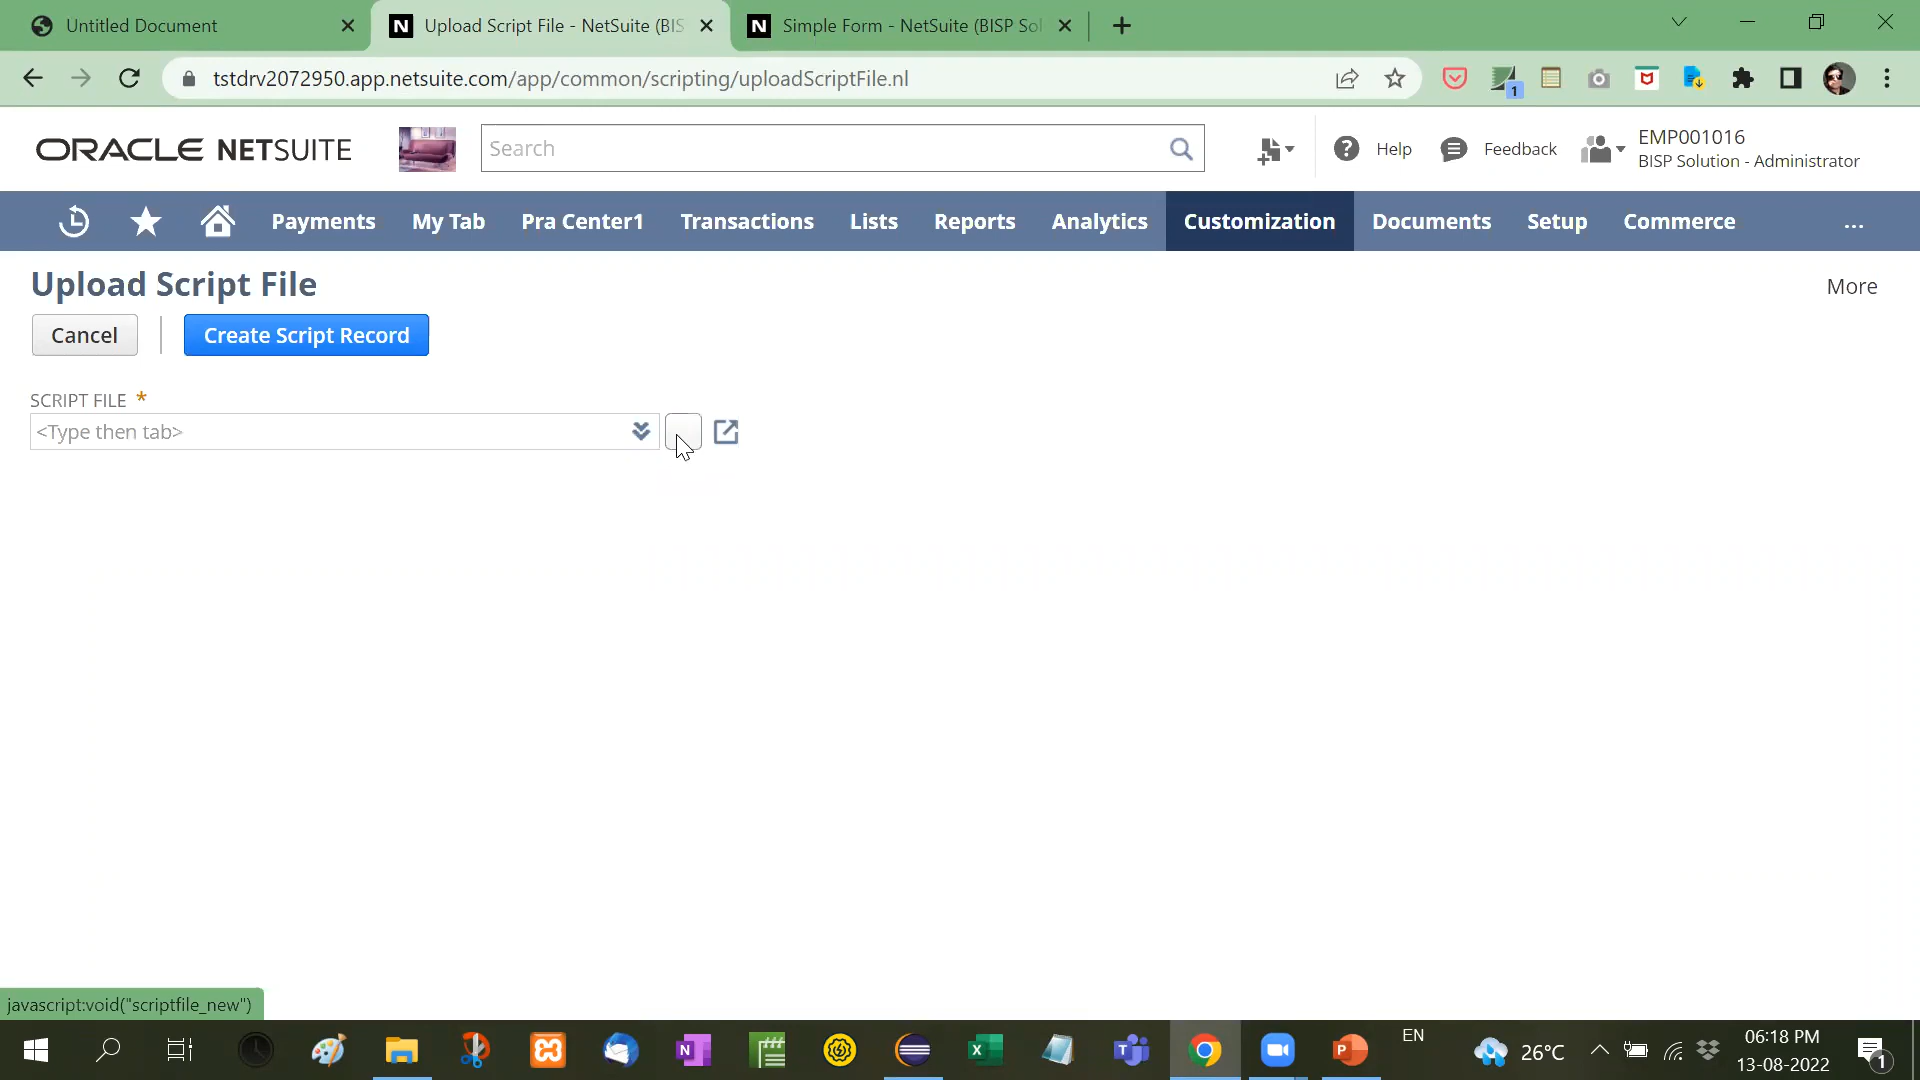 Untitled Document
Upload Script File - NetSuite (BIS
Simple Form - NetSuite (BISP Sol
tstdrv2072950.app.netsuite.com/app/common/scripting/uploadScriptFile.nl
1
ORACLE NETSUITE
Search
Help
Feedback
EMP001016
BISP Solution - Administrator
Payments
My Tab
Pra Center1
Transactions
Lists
Reports
Analytics
Customization
Documents
Setup
Commerce
...
Upload Script File
More
Cancel
Create Script Record
SCRIPT FILE *
<Type then tab>
javascript:void("scriptfile_new")
EN
26°C
06:18 PM
13-08-2022
1